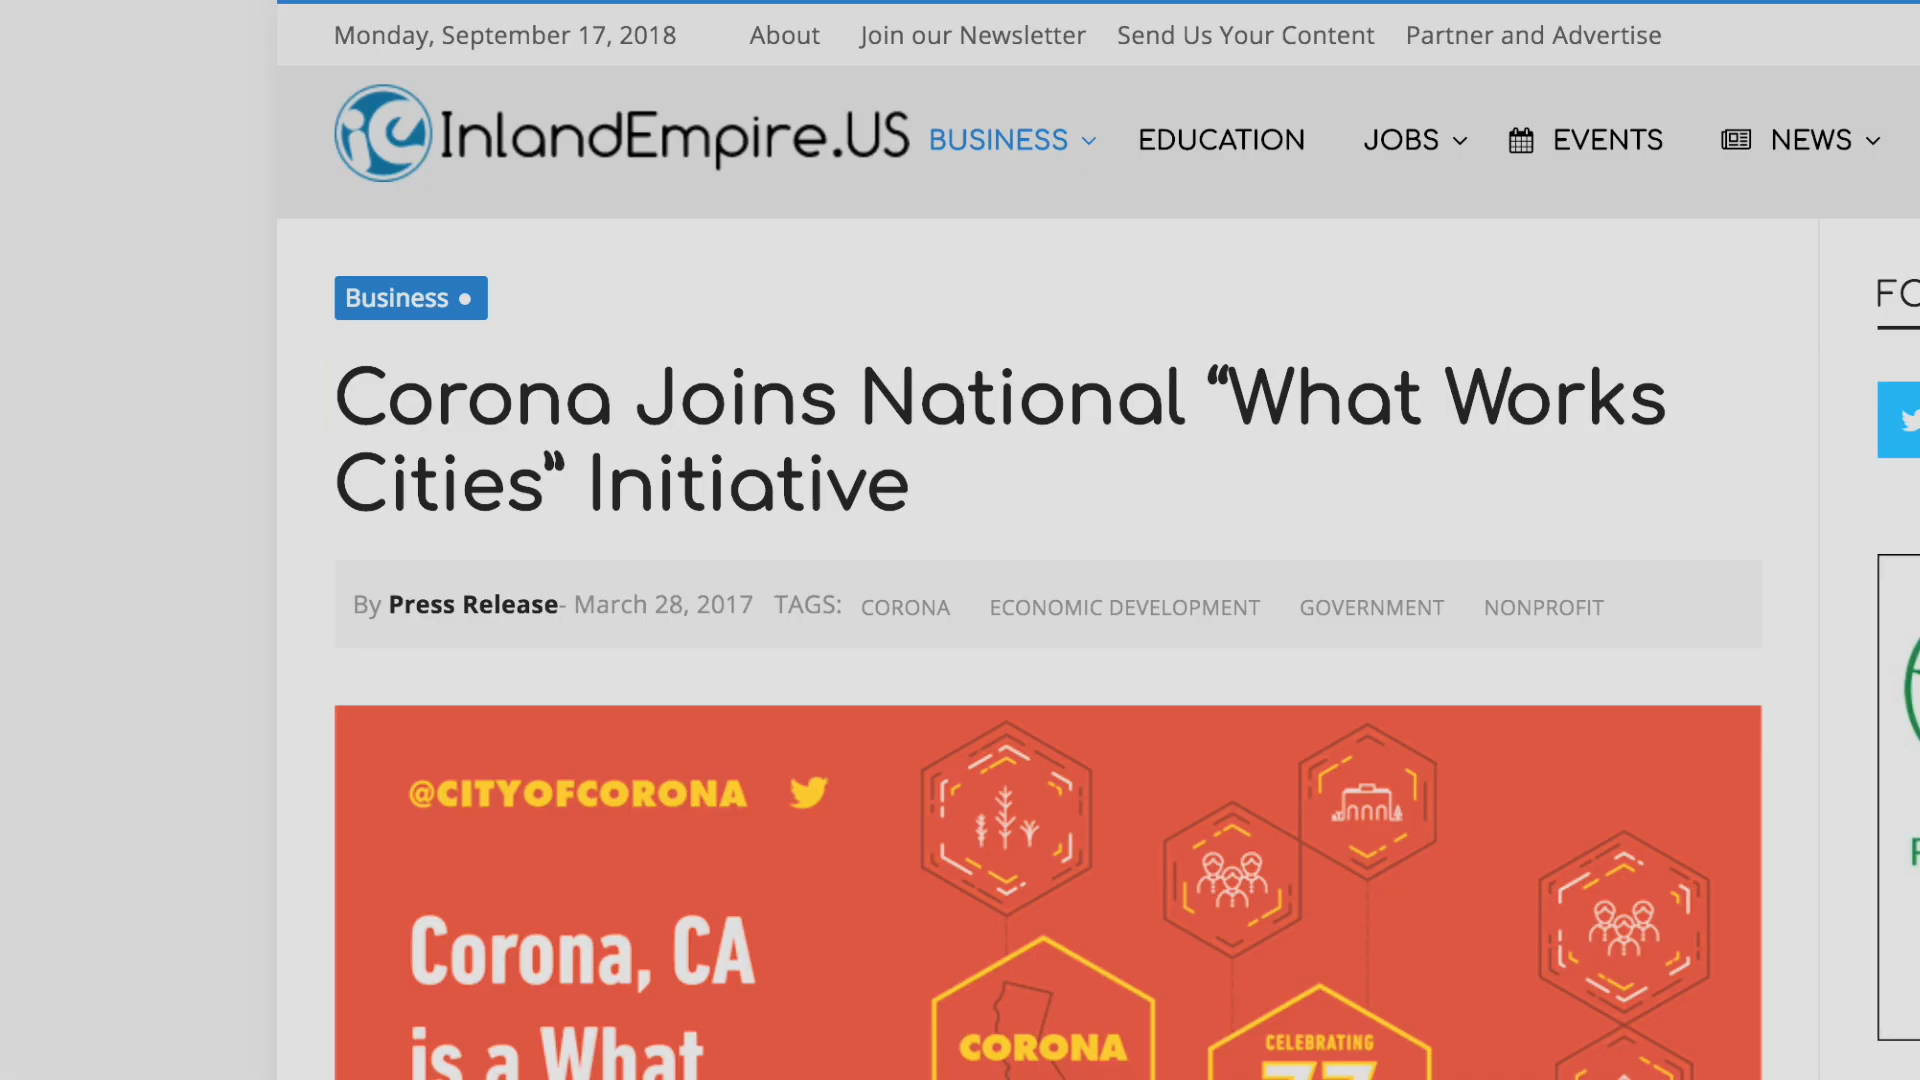 Monday, September 17, 2018 About Join our Newsletter Send Us Your Content Partner and Advertise
InlandEmpire.US BUSINESS EDUCATION JOBS EVENTS NEWS
Business
Corona Joins National “What Works
Cities” Initiative
By Press Release- March 28, 2017 TAGS: CORONA ECONOMIC DEVELOPMENT GOVERNMENT NONPROFIT
@CITYOFCORONA
Corona, CA
is a What
CORONA
CELEBRATING
77